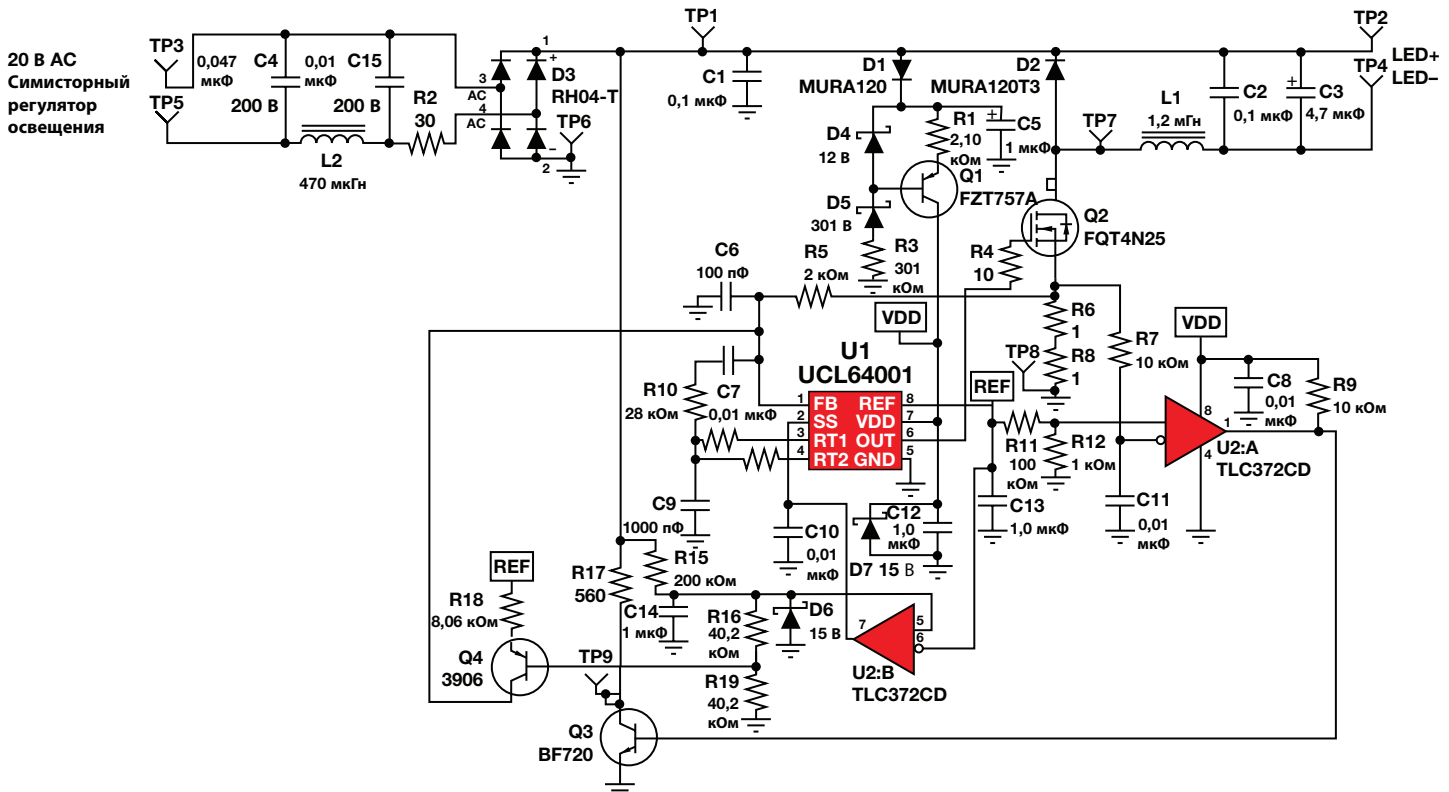 20 В AC
Симисторный
регулятор
освещения
TP3
TP5
0,047
мкФ
C4
200 В
0,01
мкФ
C15
200 В
L2
470 мкГн
R2
30
3
AC
4
AC
1
+
D3
RH04-T
TP6
–
2
TP1
C1
0,1 мкФ
D1
MURA120
D2
MURA120T3
TP2
LED+
TP4
LED–
D4
12 В
R1
2,10
кОм
+
C5
1 мкФ
Q1
FZT757A
D5
301 В
R3
301
кОм
TP7
L1
1,2 мГн
C2
0,1 мкФ
+
C3
4,7 мкФ
Q2
FQT4N25
R4
10
C6
100 пФ
R5
2 кОм
VDD
R6
1
TP8
R8
1
R7
10 кОм
VDD
C8
0,01
мкФ
R9
10 кОм
U1
UCL64001
R10
28 кОм
C7
0,01 мкФ
1 FB REF 8
2 SS VDD 7
3 RT1 OUT 6
4 RT2 GND 5
REF
R11
100
кОм
R12
1 кОм
8
1
4
U2:A
TLC372CD
C9
1000 пФ
C10
0,01
мкФ
C12
1,0
мкФ
D7 15 В
C13
1,0 мкФ
C11
0,01
мкФ
REF
R18
8,06 кОм
R17
560
R15
200 кОм
C14
1 мкФ
R16
40,2
кОм
D6
15 В
7
5
6
U2:B
TLC372CD
Q4
3906
TP9
R19
40,2
кОм
Q3
BF720